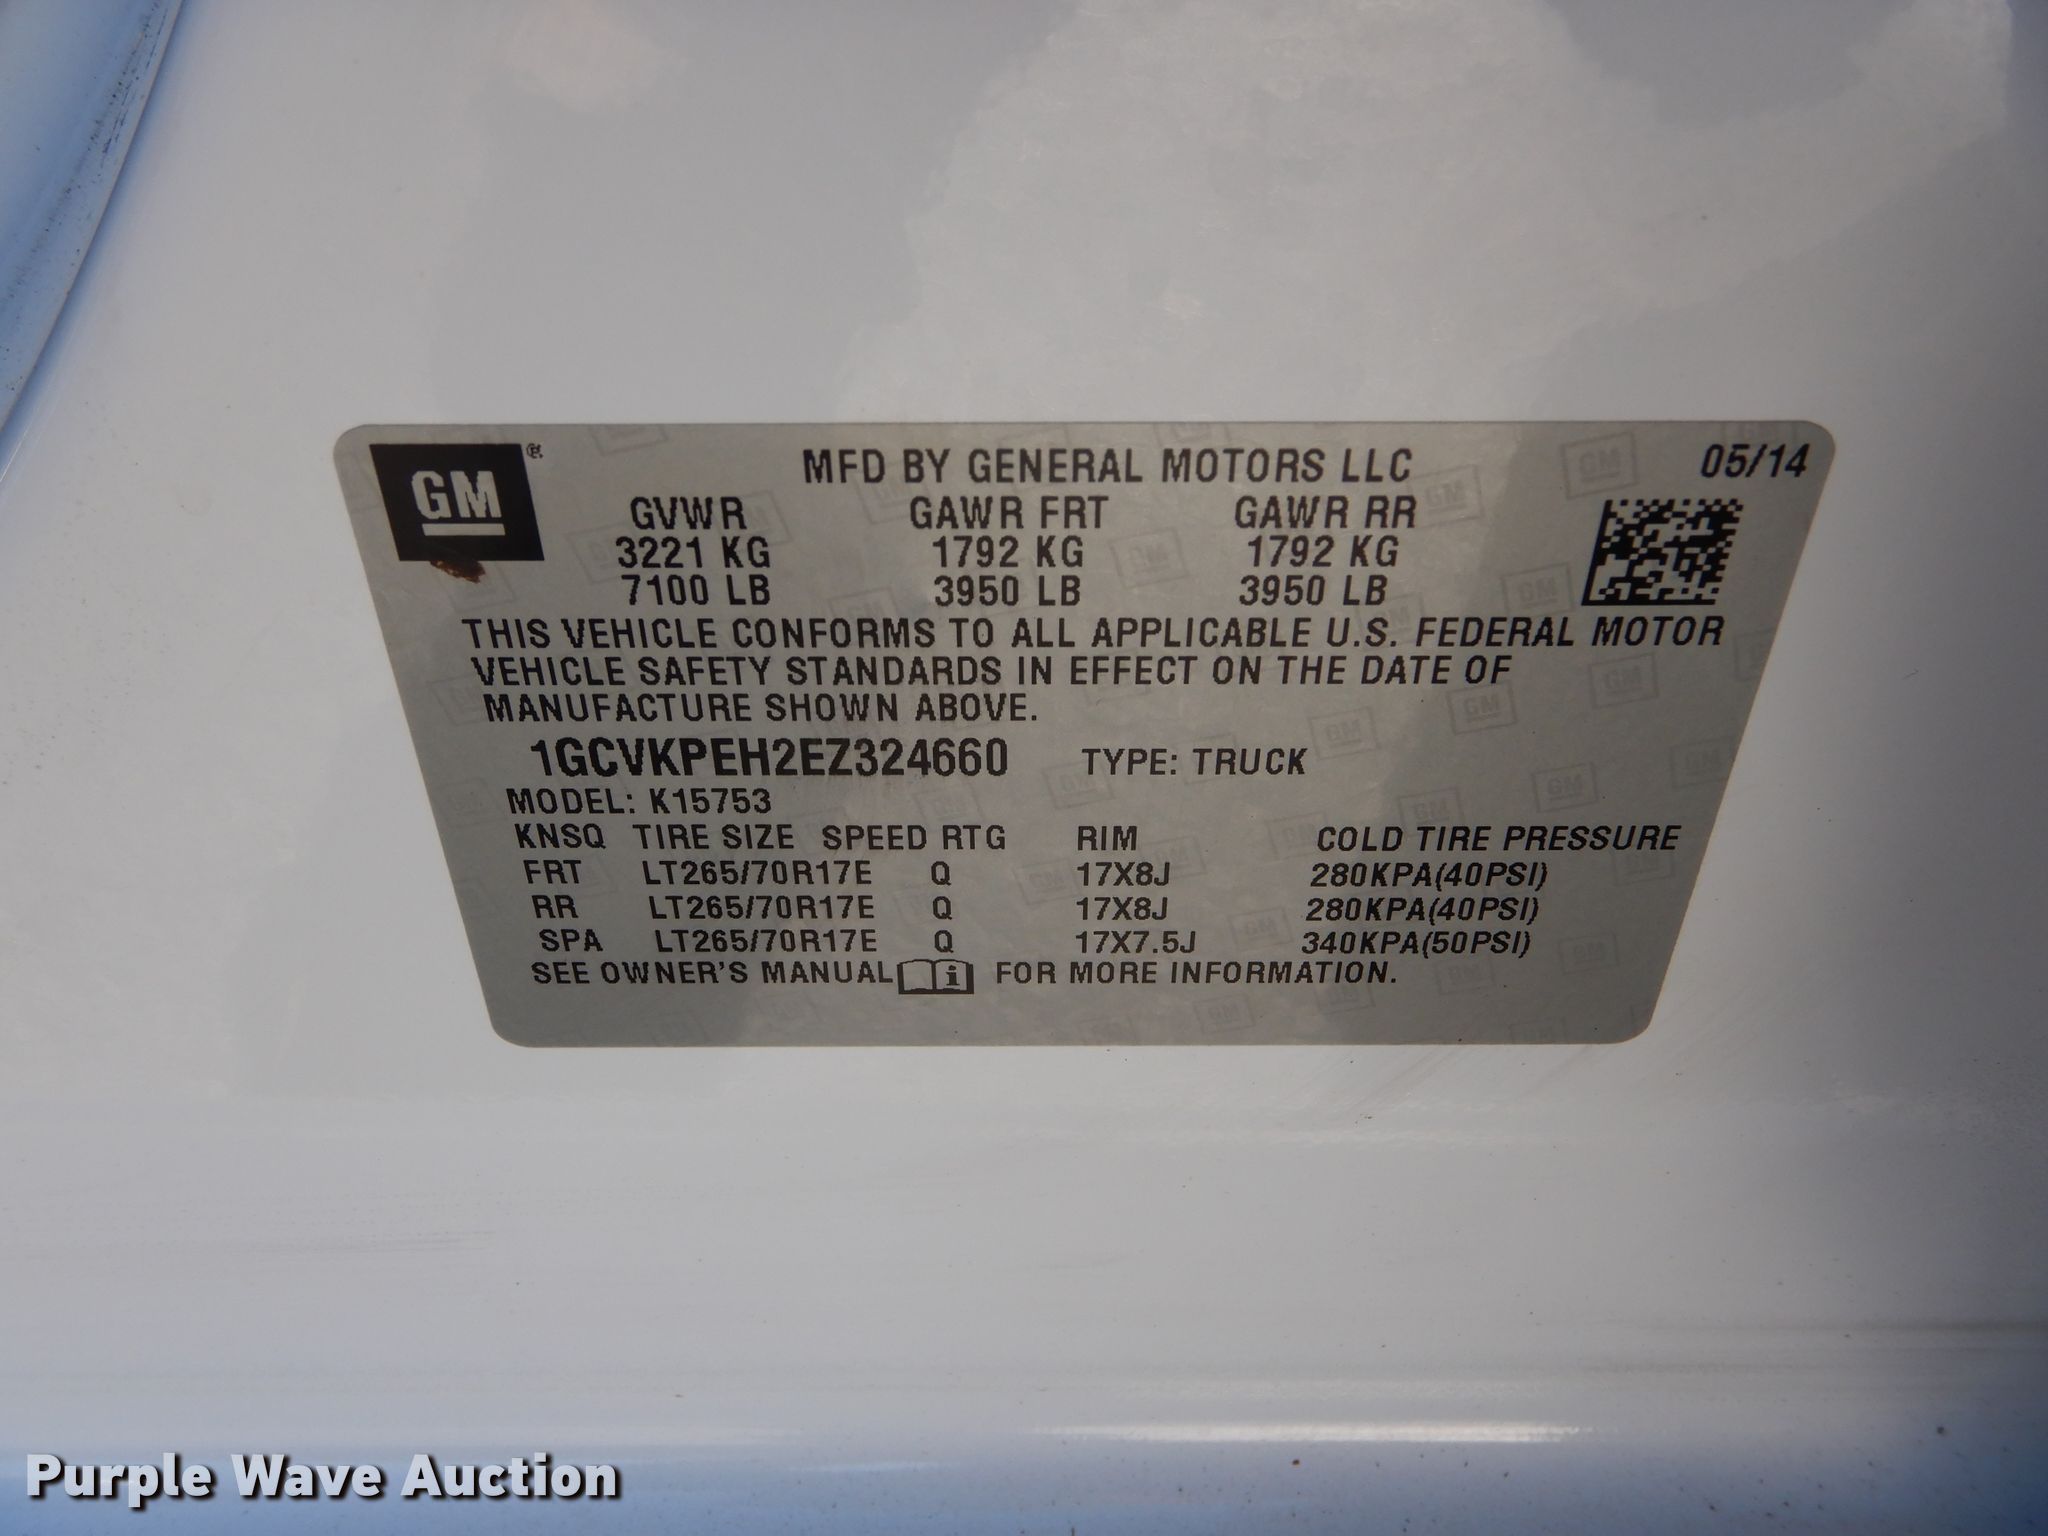 GM®
MFD BY GENERAL MOTORS LLC 05/14
GVWR GAWR FRT GAWR RR
3221 KG 1792 KG 1792 KG
7100 LB 3950 LB 3950 LB
THIS VEHICLE CONFORMS TO ALL APPLICABLE U.S. FEDERAL MOTOR
VEHICLE SAFETY STANDARDS IN EFFECT ON THE DATE OF
MANUFACTURE SHOWN ABOVE.
1GCVKPEH2EZ324660 TYPE: TRUCK
MODEL: K15753
KNSQ TIRE SIZE SPEED RTG RIM COLD TIRE PRESSURE
FRT LT265/70R17E Q 17X8J 280KPA(40PSI)
RR LT265/70R17E Q 17X8J 280KPA(40PSI)
SPA LT265/70R17E Q 17X7.5J 340KPA(50PSI)
SEE OWNER'S MANUAL i FOR MORE INFORMATION.
Purple Wave Auction